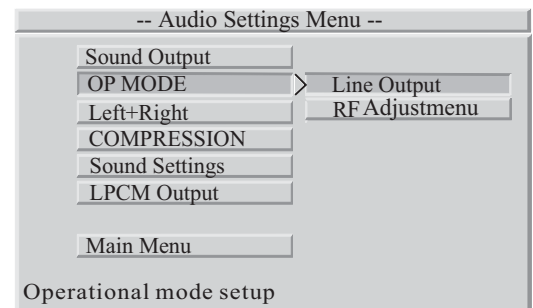 -- Audio Settings Menu --
Sound Output
OP MODE
Line Output
Left+Right
RF Adjustmenu
COMPRESSION
Sound Settings
LPCM Output
Main Menu
Operational mode setup